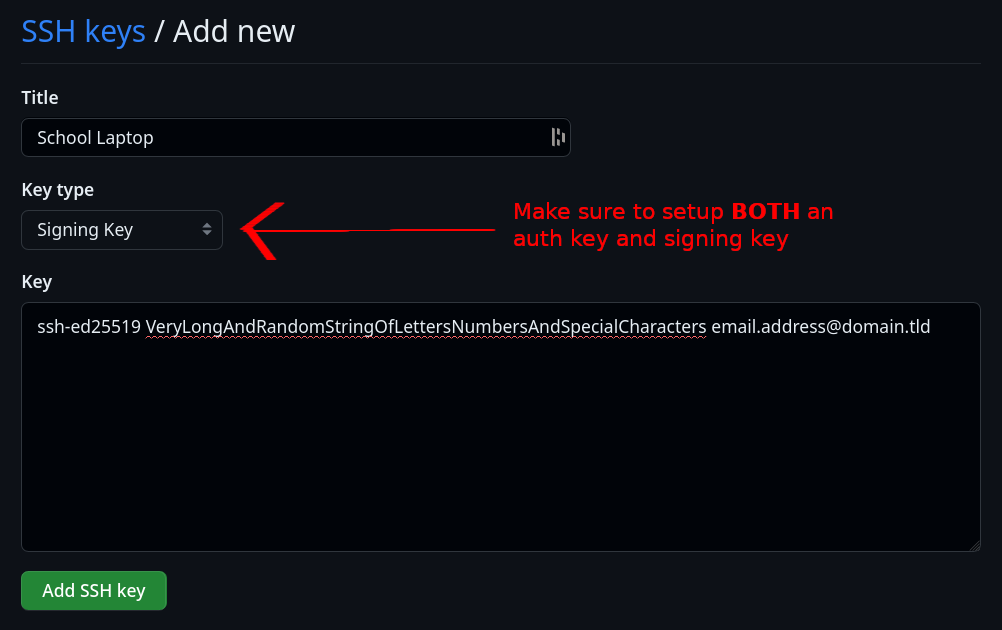 SSH keys / Add new
Title
School Laptop
Key type
Signing Key
Make sure to setup BOTH an
auth key and signing key
Key
ssh-ed25519 VeryLongAndRandomStringOfLettersNumbersAndSpecialCharacters email.address@domain.tld
Add SSH key